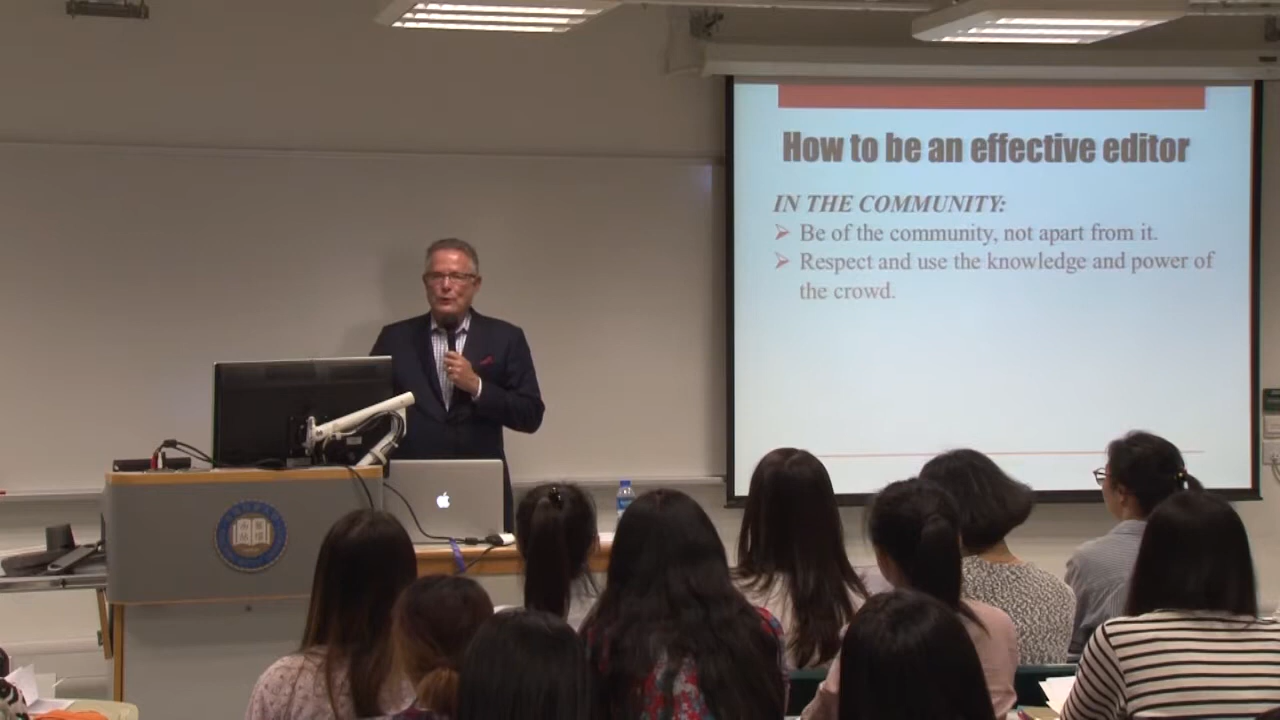 How to be an effective editor
IN THE COMMUNITY:
Be of the community, not apart from it.
Respect and use the knowledge and power of
the crowd.